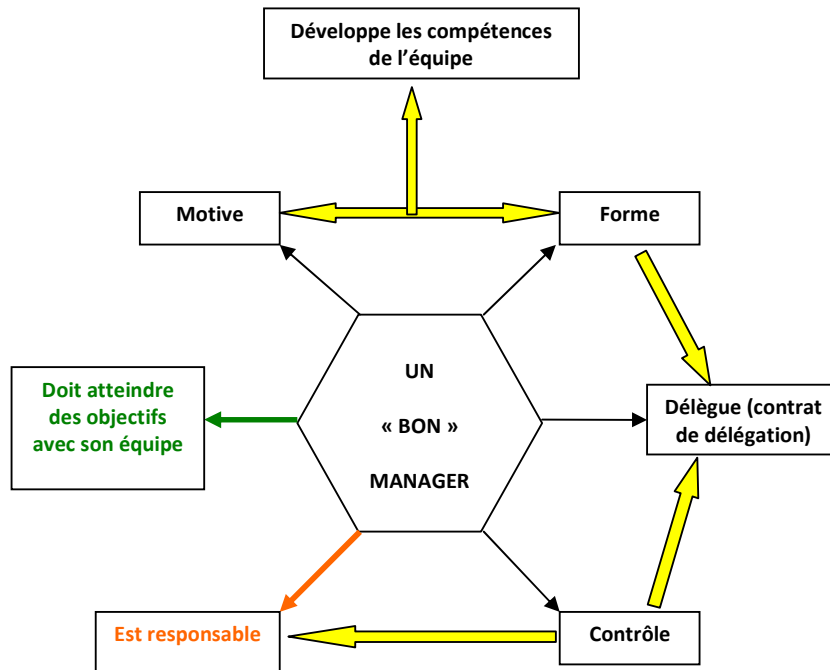 Développe les compétences
de l’équipe
Motive
Forme
UN
« BON »
MANAGER
Doit atteindre
des objectifs
avec son équipe
Délègue (contrat
de délégation)
Est responsable
Contrôle